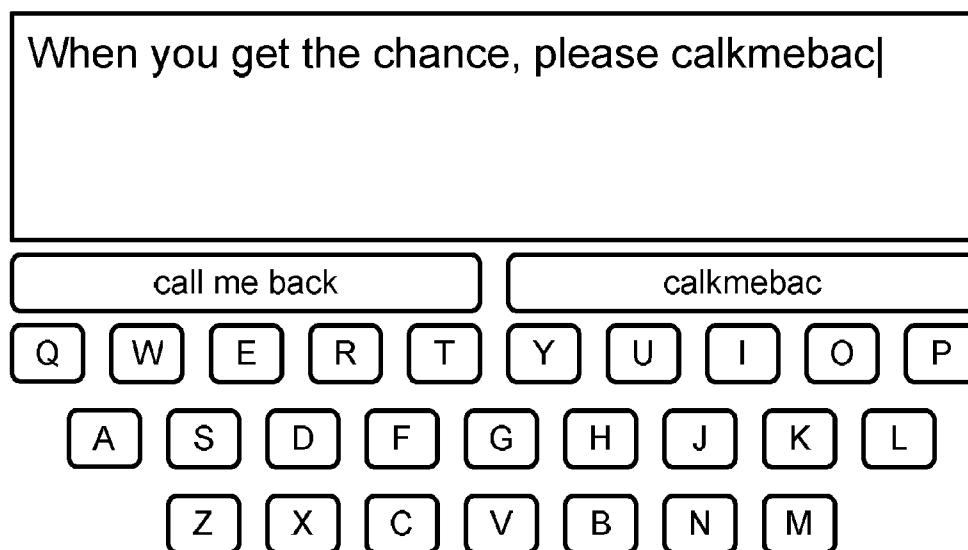 When you get the chance, please calkmebac
call me back calkmebac
Q W E R T Y U I O P
A S D F G H J K L
Z X C V B N M